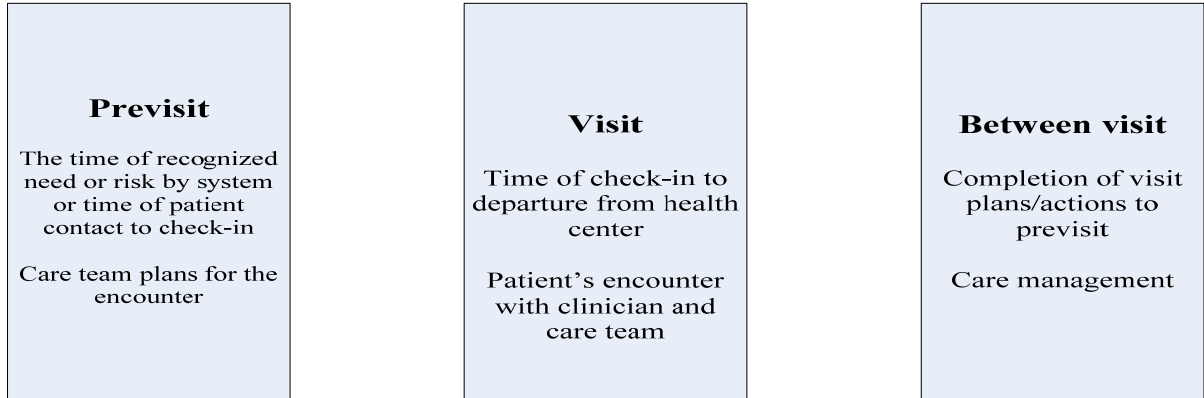 Previsit
The time of recognized
need or risk by system
or time of patient
contact to check-in
Care team plans for the
encounter
Visit
Time of check-in to
departure from health
center
Patient’s encounter
with clinician and
care team
Between visit
Completion of visit
plans/actions to
previsit
Care management